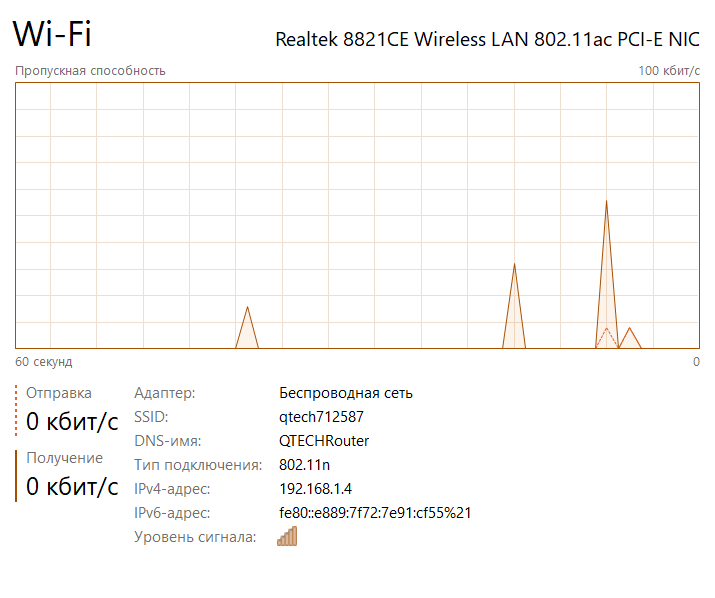 Wi-Fi
Realtek 8821CE Wireless LAN 802.11ac PCI-E NIC
Пропускная способность
100 кбит/с
60 секунд
0
Отправка
0 кбит/с
Получение
0 кбит/с
Адаптер: Беспроводная сеть
SSID: qtech712587
DNS-имя: QTECHRouter
Тип подключения: 802.11n
IPv4-адрес: 192.168.1.4
IPv6-адрес: fe80::e889:7f72:7e91:cf55%21
Уровень сигнала: